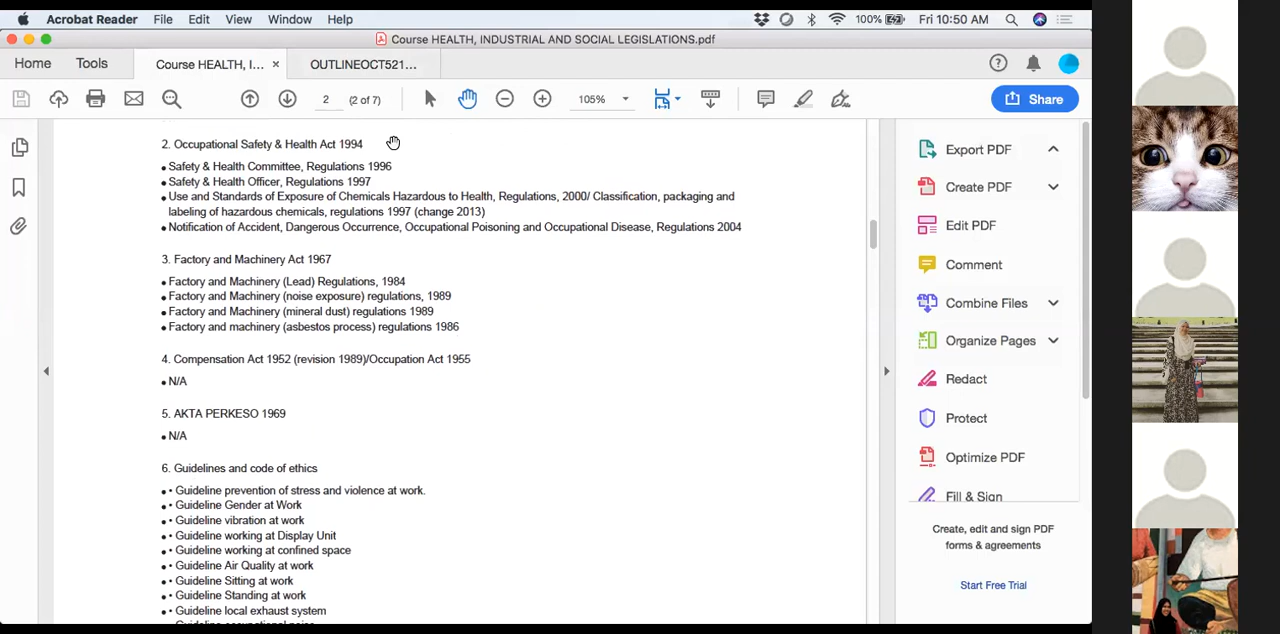 Acrobat Reader File Edit View Window Help 100% Fri 10:50 AM
Course HEALTH, INDUSTRIAL AND SOCIAL LEGISLATIONS.pdf
Home Tools Course HEALTH, I... × OUTLINEOCT521...
2 (2 of 7) 105% Share
2. Occupational Safety & Health Act 1994
• Safety & Health Committee, Regulations 1996
• Safety & Health Officer, Regulations 1997
• Use and Standards of Exposure of Chemicals Hazardous to Health, Regulations, 2000/ Classification, packaging and
labeling of hazardous chemicals, regulations 1997 (change 2013)
• Notification of Accident, Dangerous Occurrence, Occupational Poisoning and Occupational Disease, Regulations 2004
3. Factory and Machinery Act 1967
• Factory and Machinery (Lead) Regulations, 1984
• Factory and Machinery (noise exposure) regulations, 1989
• Factory and Machinery (mineral dust) regulations 1989
• Factory and machinery (asbestos process) regulations 1986
4. Compensation Act 1952 (revision 1989)/Occupation Act 1955
• N/A
5. AKTA PERKESO 1969
• N/A
6. Guidelines and code of ethics
• • Guideline prevention of stress and violence at work.
• • Guideline Gender at Work
• • Guideline vibration at work
• • Guideline working at Display Unit
• • Guideline working at confined space
• • Guideline Air Quality at work
• • Guideline Sitting at work
• • Guideline Standing at work
• • Guideline local exhaust system
Export PDF
Create PDF
Edit PDF
Comment
Combine Files
Organize Pages
Redact
Protect
Optimize PDF
Fill & Sign
Create, edit and sign PDF
forms & agreements
Start Free Trial